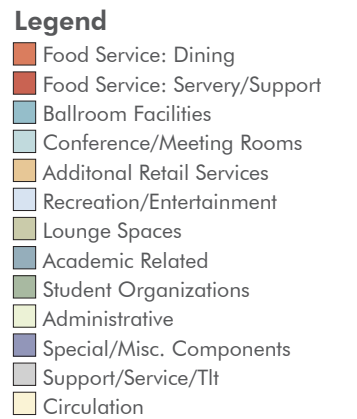 Legend
Food Service: Dining
Food Service: Servery/Support
Ballroom Facilities
Conference/Meeting Rooms
Additonal Retail Services
Recreation/Entertainment
Lounge Spaces
Academic Related
Student Organizations
Administrative
Special/Misc. Components
Support/Service/Tlt
Circulation